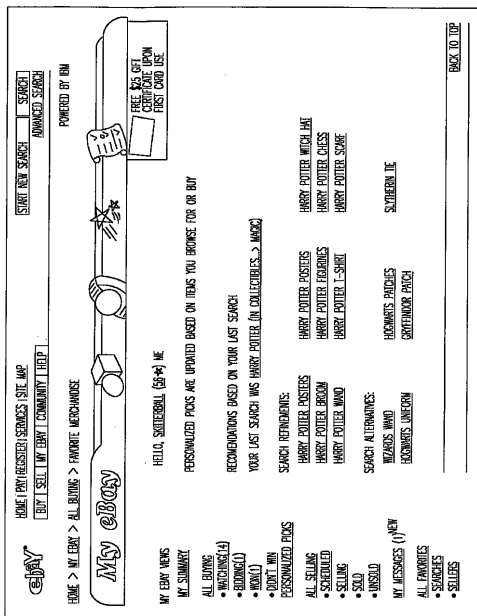 ebay
HOME | PAY | REGISTER | SERVICES | SITE MAP
START NEW SEARCH SEARCH
BUY | SELL | MY EBAY | COMMUNITY | HELP
ADVANCED SEARCH
HOME > MY EBAY > ALL BUYING > FAVORITE MERCHANDISE
POWERED BY IBM
My eBay
FREE $25 GIFT
CERTIFICATE UPON
FIRST CARD USE
HELLO, SKITTERBALL (58★) ME
MY EBAY VIEWS
MY SUMMARY
ALL BUYING
• WATCHING(14)
• BIDDING(1)
• WON(1)
• DIDN'T WIN
PERSONALIZED PICKS
ALL SELLING
• SCHEDULED
• SELLING
• SOLD
• UNSOLD
MY MESSAGES (1) NEW
ALL FAVORITES
• SEARCHES
• SELLERS
PERSONALIZED PICKS ARE UPDATED BASED ON ITEMS YOU BROWSE FOR OR BUY
RECOMENDATIONS BASED ON YOUR LAST SEARCH
YOUR LAST SEARCH WAS HARRY POTTER (IN COLLECTIBLES...> MAGIC)
SEARCH REFINEMENTS:
HARRY POTTER POSTERS HARRY POTTER POSTERS HARRY POTTER WITCH HAT
HARRY POTTER BROOM HARRY POTTER FIGURINES HARRY POTTER CHESS
HARRY POTTER WAND HARRY POTTER T-SHIRT HARRY POTTER SCARF
SEARCH ALTERNATIVES:
WIZARDS WAND HOGWARTS PATCHES SLYTHERIN TIE
HOGWARTS UNIFORM GRYFFINDOR PATCH
BACK TO TOP